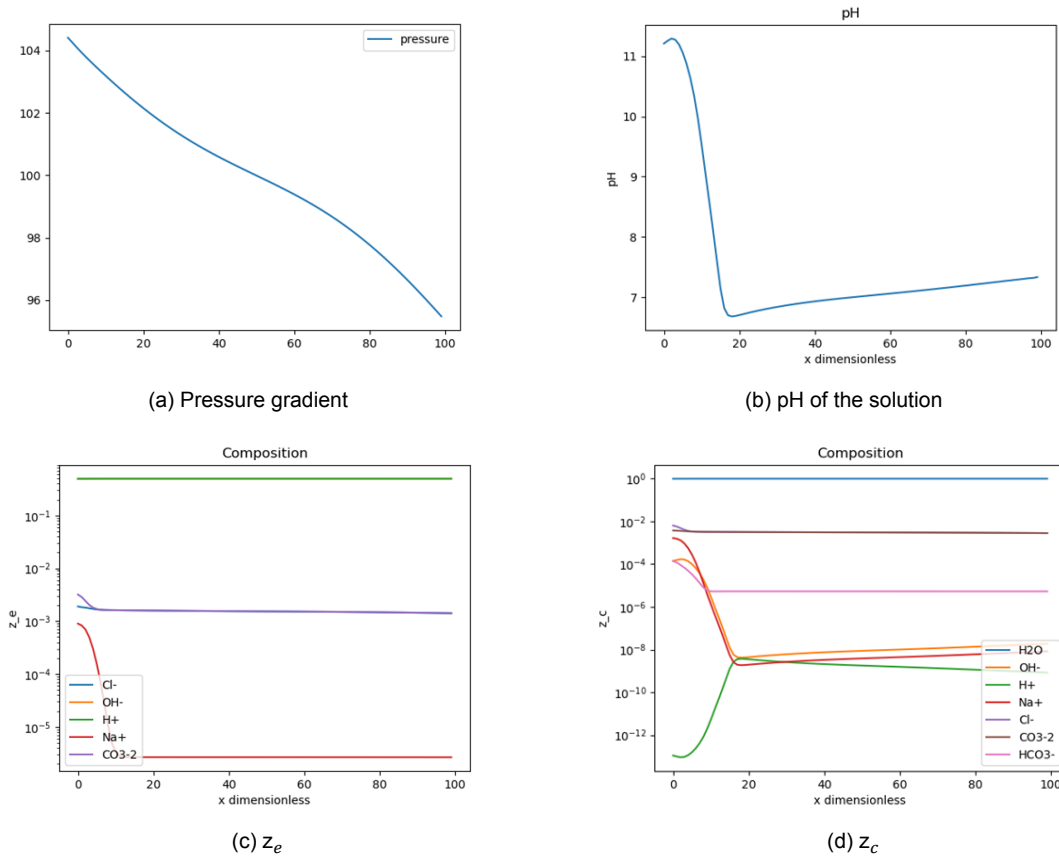 pressure
104
102
100
98
96
0 20 40 60 80 100
(a) Pressure gradient
pH
11
10
9
8
7
pH
0 20 40 60 80 100
x dimensionless
(b) pH of the solution
Composition
10⁻¹
10⁻²
10⁻³
10⁻⁴
10⁻⁵
z_e
Cl-
OH-
H+
Na+
CO3-2
0 20 40 60 80 100
x dimensionless
(c) zₑ
Composition
10⁰
10⁻²
10⁻⁴
10⁻⁶
10⁻⁸
10⁻¹⁰
10⁻¹²
z_c
H2O
OH-
H+
Na+
Cl-
CO3-2
HCO3-
0 20 40 60 80 100
x dimensionless
(d) z_c